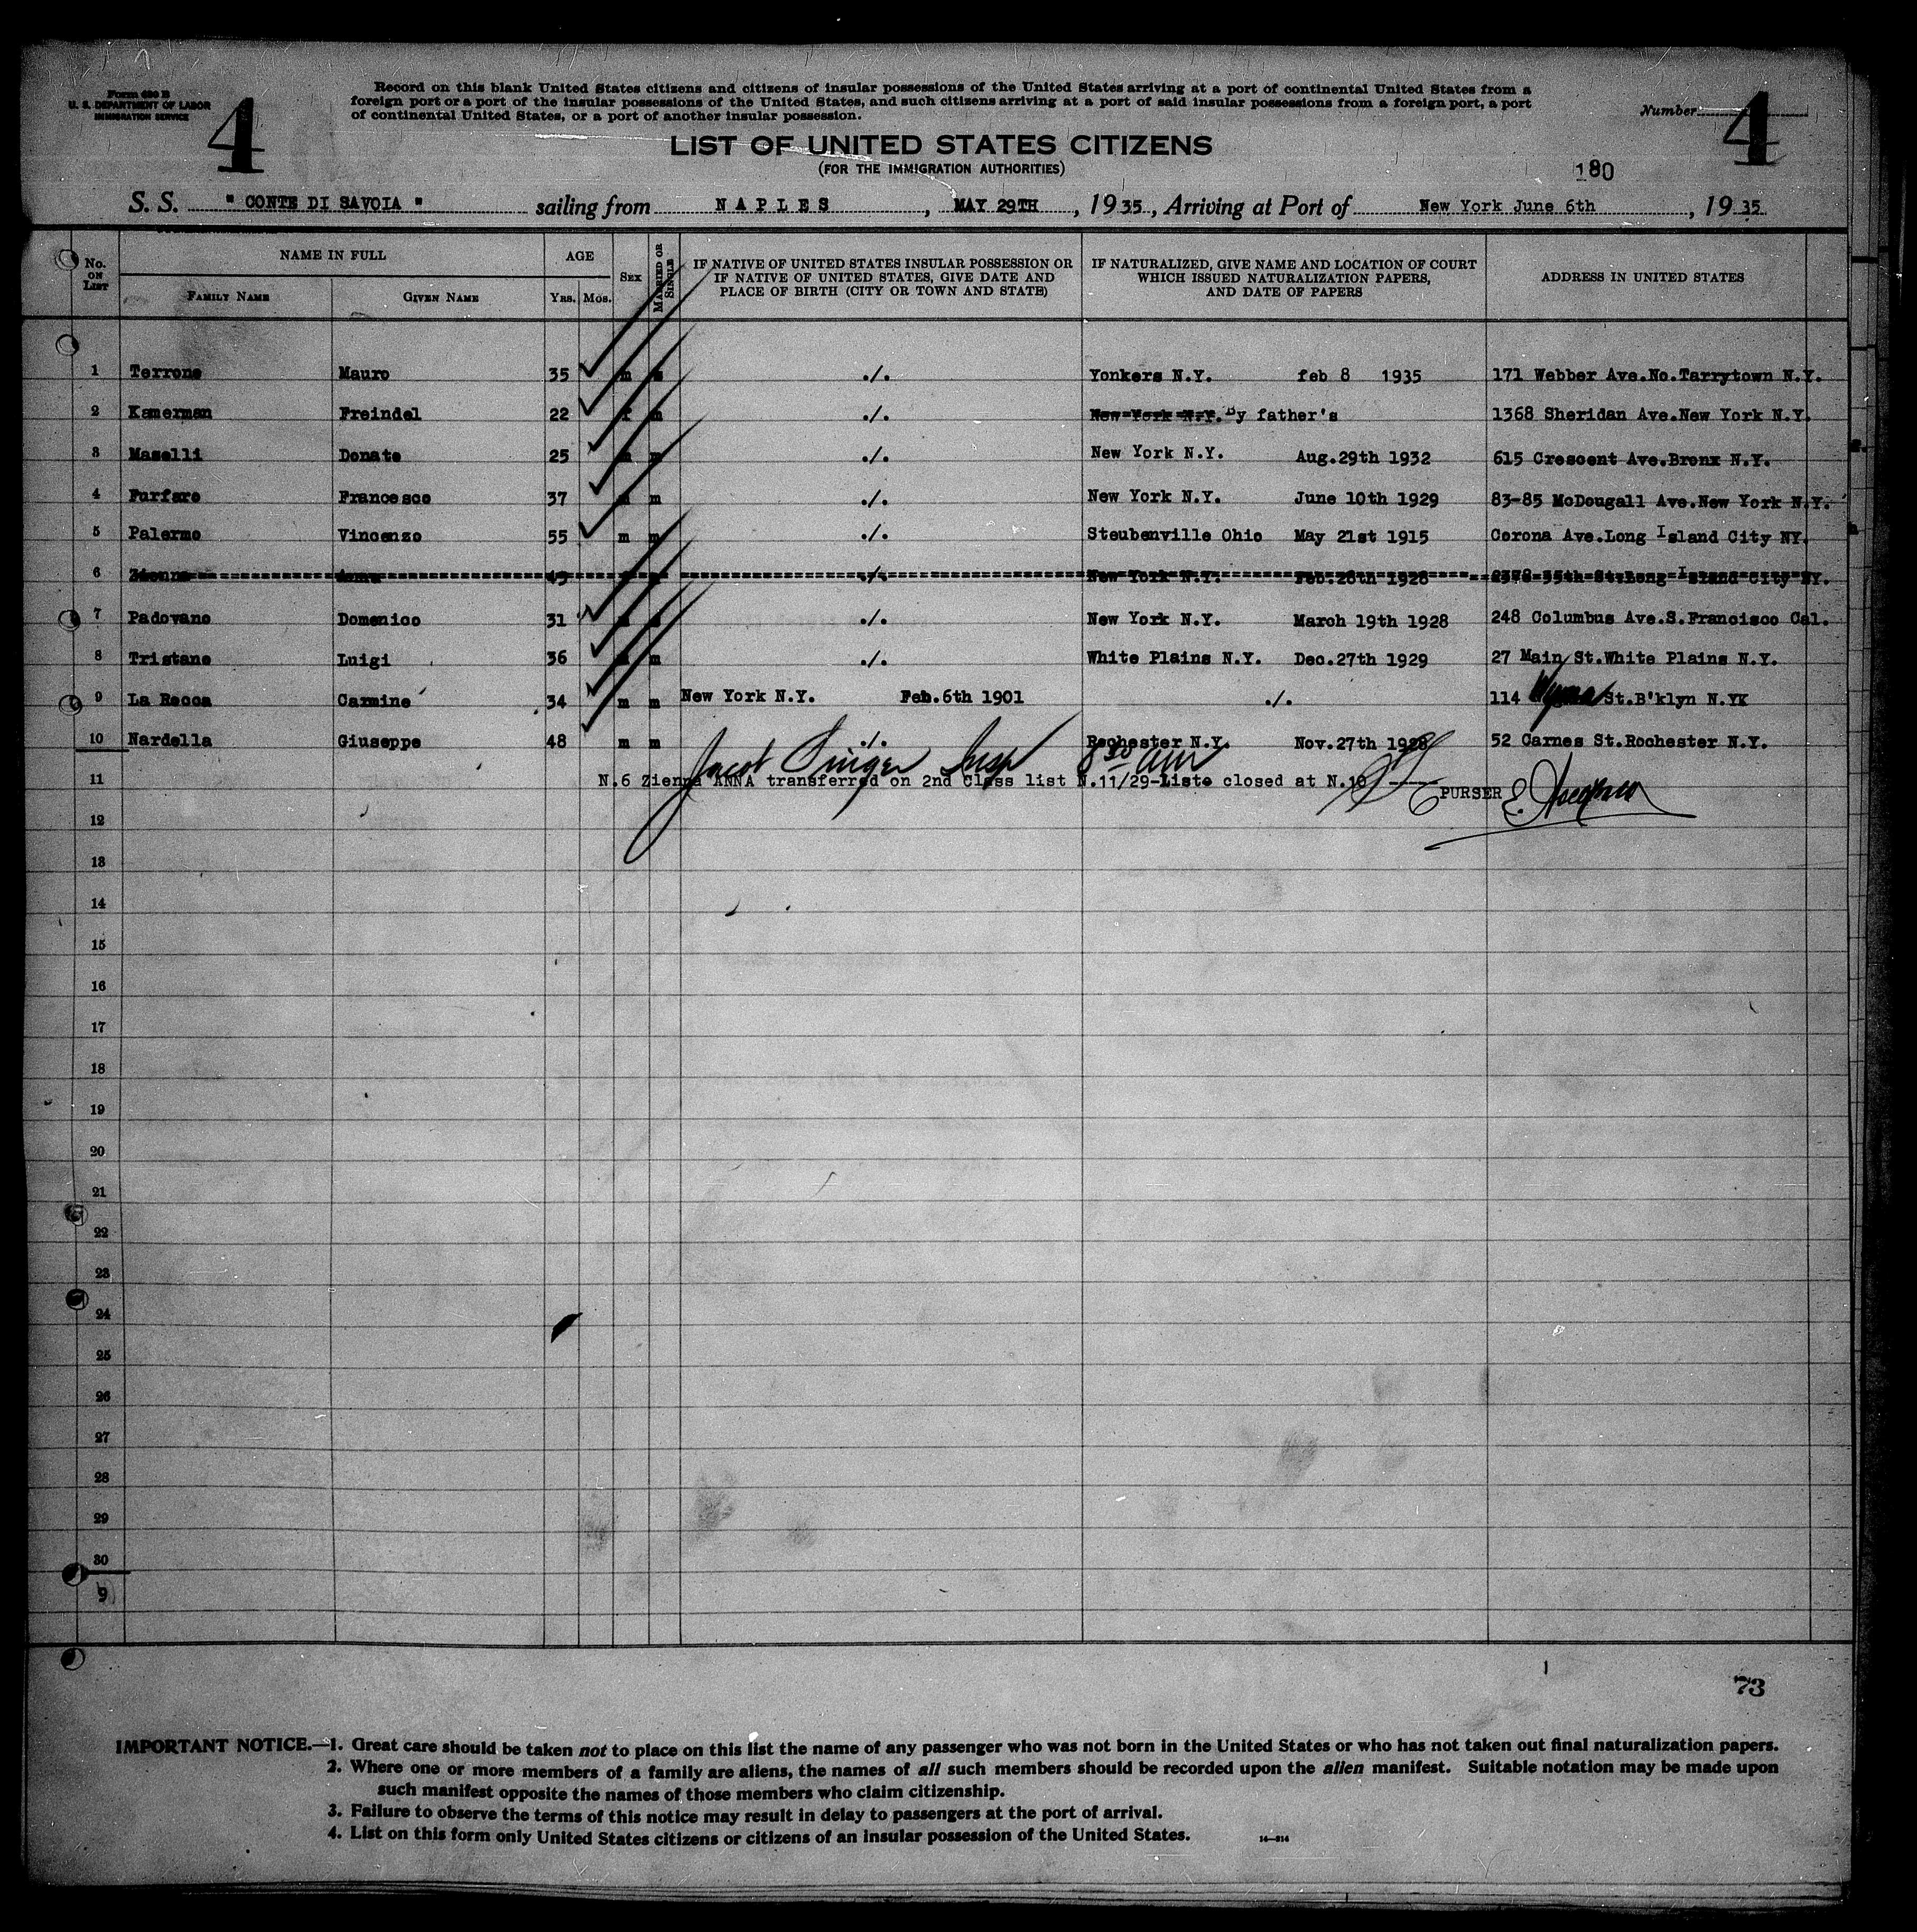 Form 630 B
U. S. DEPARTMENT OF LABOR
IMMIGRATION SERVICE
4
Record on this blank United States citizens and citizens of insular possessions of the United States arriving at a port of continental United States from a
foreign port or a port of the insular possessions of the United States, and such citizens arriving at a port of said insular possessions from a foreign port, a port
of continental United States, or a port of another insular possession.
Number 4
LIST OF UNITED STATES CITIZENS
(FOR THE IMMIGRATION AUTHORITIES)
180
S. S. " CONTE DI SAVOIA " sailing from NAPLES, MAY 29TH, 1935, Arriving at Port of New York June 6th, 1935
No. ON LIST
NAME IN FULL
FAMILY NAME GIVEN NAME
AGE
YRS. MOS.
SEX
MARRIED OR SINGLE
IF NATIVE OF UNITED STATES INSULAR POSSESSION OR
IF NATIVE OF UNITED STATES, GIVE DATE AND
PLACE OF BIRTH (CITY OR TOWN AND STATE)
IF NATURALIZED, GIVE NAME AND LOCATION OF COURT
WHICH ISSUED NATURALIZATION PAPERS,
AND DATE OF PAPERS
ADDRESS IN UNITED STATES
1 Terrone Mauro 35 m ./. Yonkers N.Y. feb 8 1935 171 Webber Ave.No.Tarrytown N.Y.
2 Kamerman Freindel 22 f m ./. New York N.Y. By father's 1368 Sheridan Ave.New York N.Y.
3 Maselli Donato 25 m ./. New York N.Y. Aug.29th 1932 615 Crescent Ave.Bronx N.Y.
4 Furfaro Francesco 37 m ./. New York N.Y. June 10th 1929 83-85 McDougall Ave.New York N.Y.
5 Palermo Vincenzo 55 m m ./. Steubenville Ohio May 21st 1915 Corona Ave.Long Island City NY.
6 Zienna Anna 49 ./. New York N.Y. Feb.28th 1928 35th St.Long Island City NY.
7 Padovano Domenico 31 ./. New York N.Y. March 19th 1928 248 Columbus Ave.S.Francisco Cal.
8 Tristano Luigi 36 m ./. White Plains N.Y. Dec.27th 1929 27 Main St.White Plains N.Y.
9 La Rocca Carmine 34 m m New York N.Y. Feb.6th 1901 ./. 114 St.B'klyn N.YK
10 Nardella Giuseppe 48 m m ./. Rochester N.Y. Nov.27th 1928 52 Carnes St.Rochester N.Y.
Jacob Singer Insp 8 30 AM
11 N.6 Zienna ANNA transferred on 2nd Class list N.11/29-Liste closed at N.10
PURSER
12
13
14
15
16
17
18
19
20
21
22
23
24
25
26
27
28
29
30
9
73
IMPORTANT NOTICE.—1. Great care should be taken not to place on this list the name of any passenger who was not born in the United States or who has not taken out final naturalization papers.
2. Where one or more members of a family are aliens, the names of all such members should be recorded upon the alien manifest. Suitable notation may be made upon
such manifest opposite the names of those members who claim citizenship.
3. Failure to observe the terms of this notice may result in delay to passengers at the port of arrival.
4. List on this form only United States citizens or citizens of an insular possession of the United States.
14—814